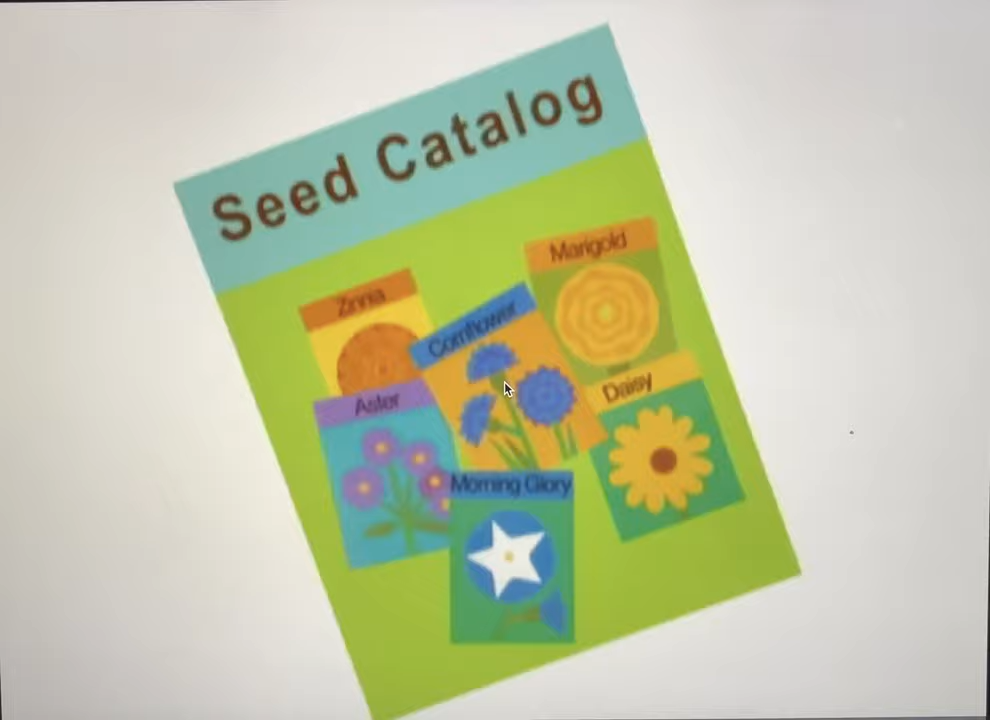 Seed Catalog
Marigold
Zinnia
Cornflower
Daisy
Aster
Morning Glory